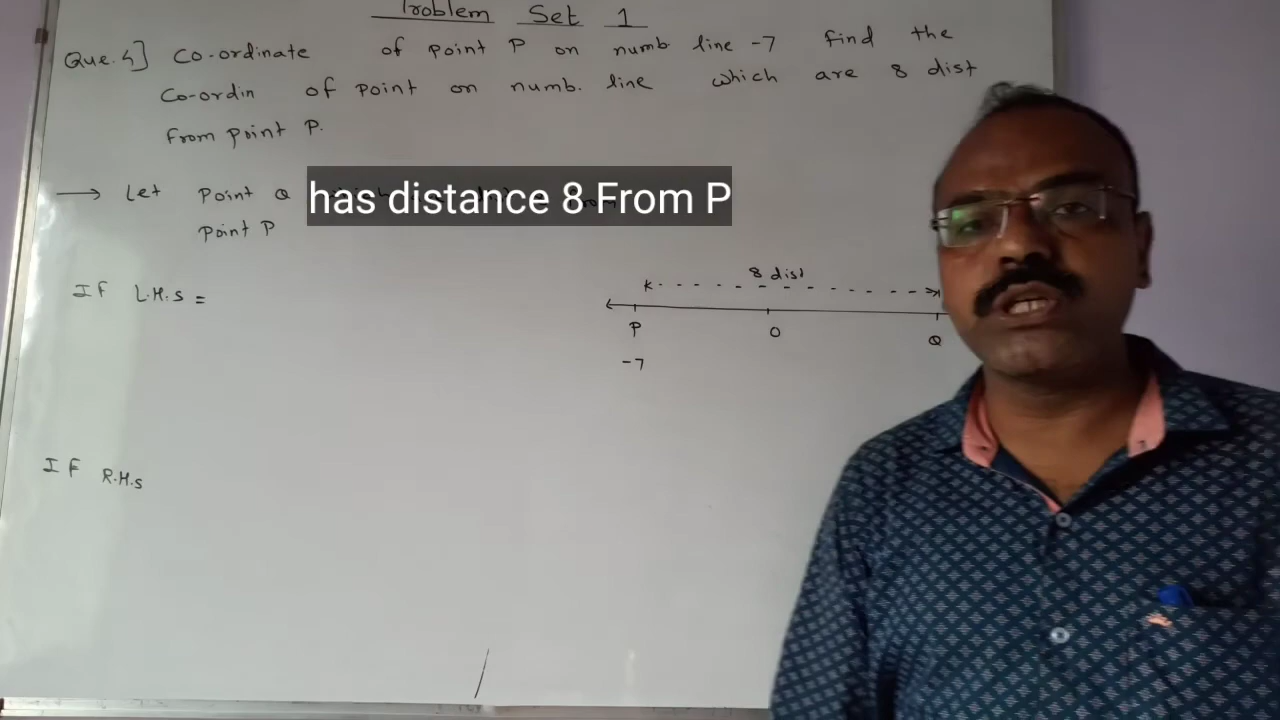 Problem Set 1
Que. 4] Co-ordinate of point P on numb line -7 find the
Co-ordin of point on numb. line which are 8 dist
from point P.
→ Let Point Q
has distance 8 From P
Point P
8 dist
IF L.H.S =
P O Q
-7
IF R.H.S